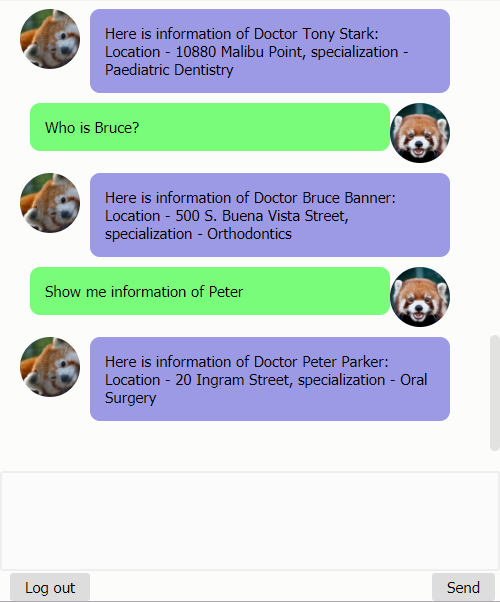 Here is information of Doctor Tony Stark:
Location - 10880 Malibu Point, specialization -
Paediatric Dentistry
Who is Bruce?
Here is information of Doctor Bruce Banner:
Location - 500 S. Buena Vista Street,
specialization - Orthodontics
Show me information of Peter
Here is information of Doctor Peter Parker:
Location - 20 Ingram Street, specialization - Oral
Surgery
Log out
Send